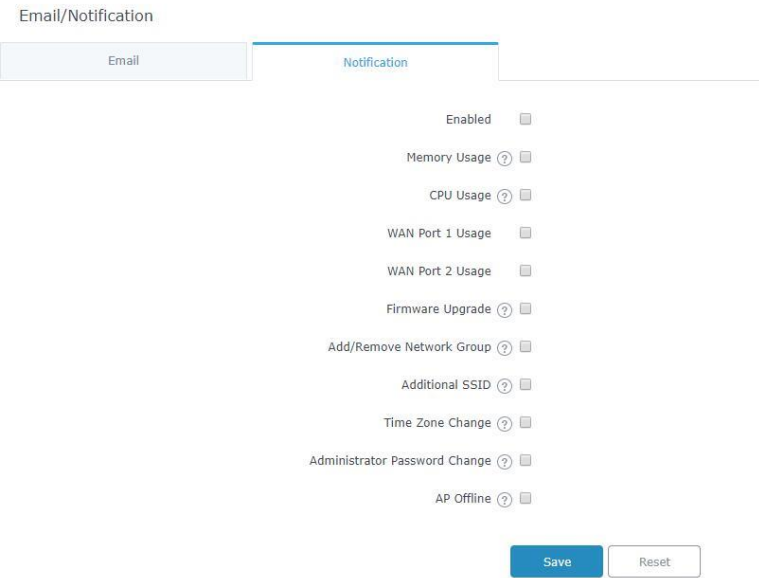 Email/Notification
Email
Notification
Enabled
Memory Usage ?
CPU Usage ?
WAN Port 1 Usage
WAN Port 2 Usage
Firmware Upgrade ?
Add/Remove Network Group ?
Additional SSID ?
Time Zone Change ?
Administrator Password Change ?
AP Offline ?
Save
Reset